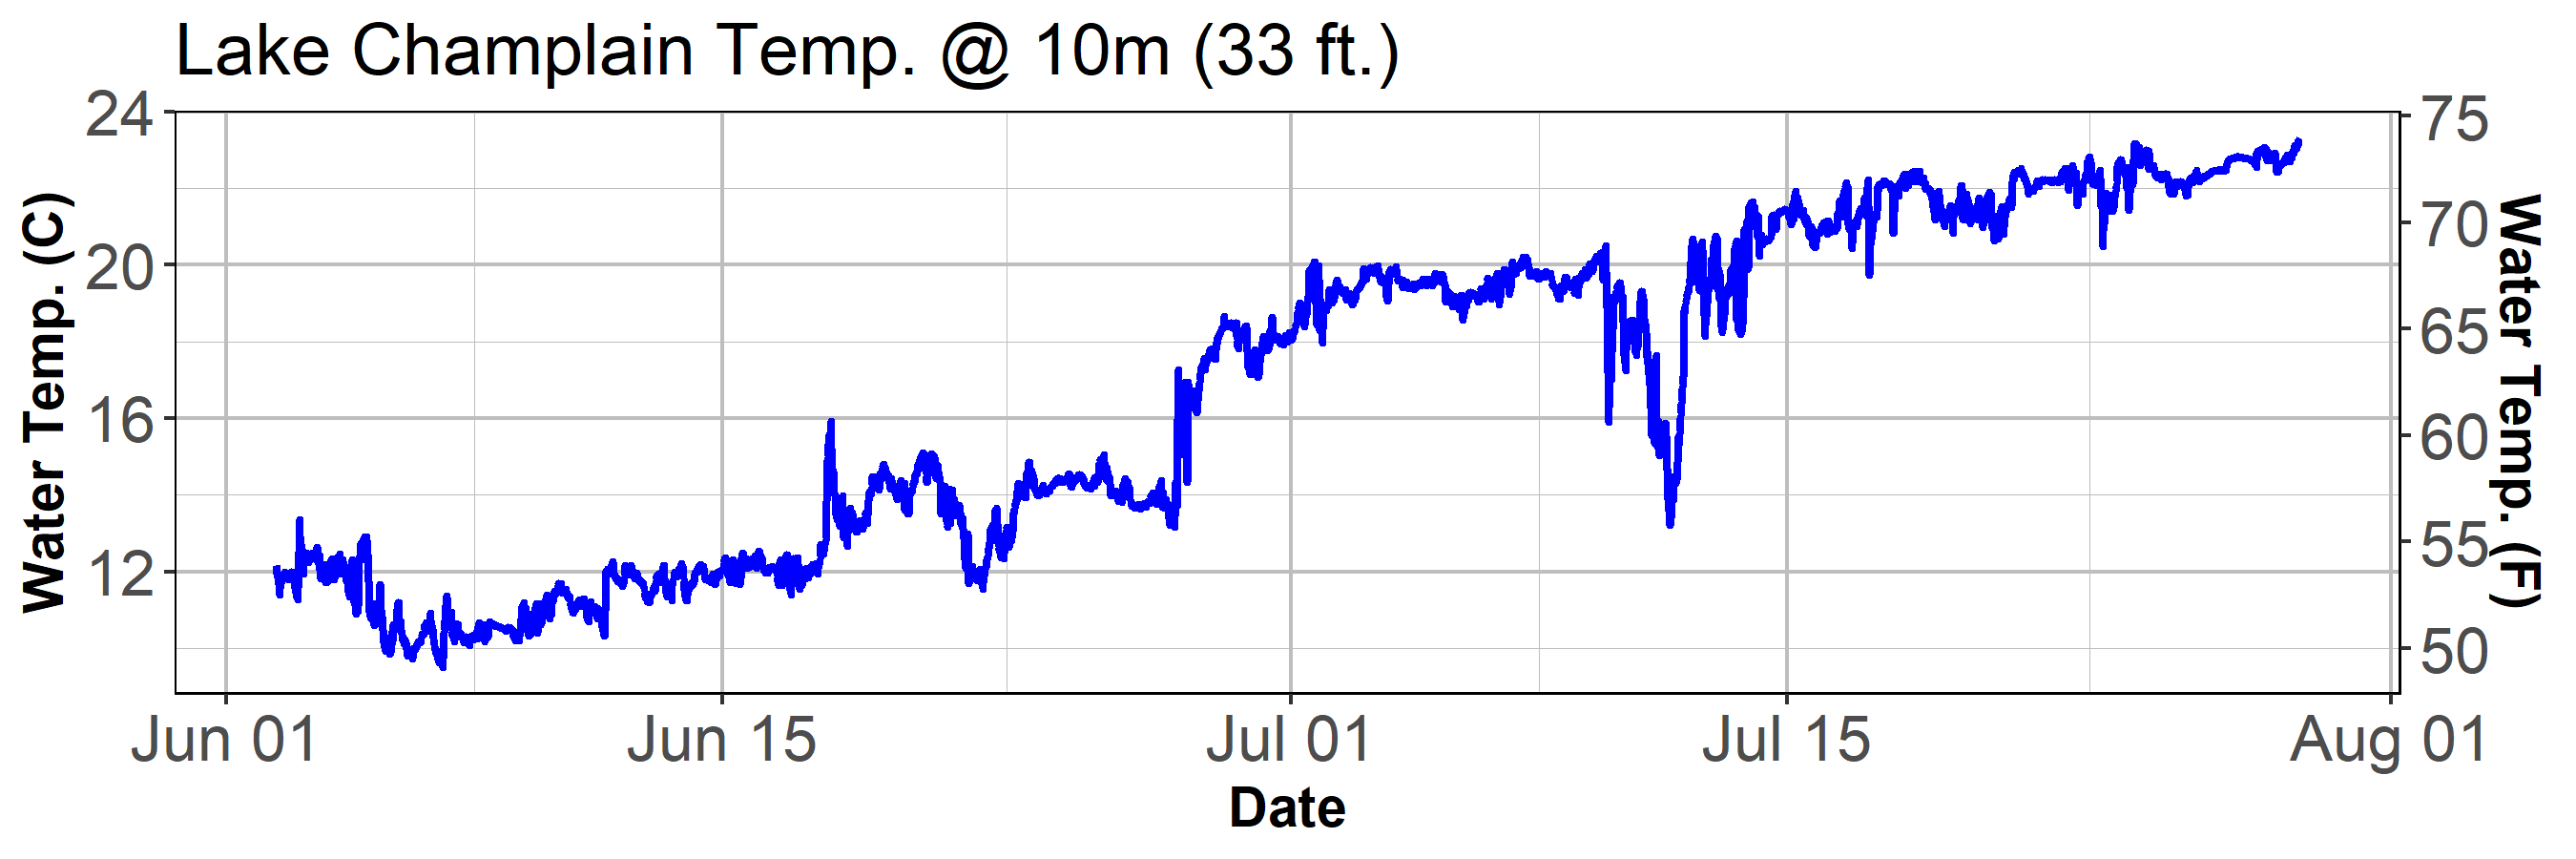 Lake Champlain Temp. @ 10m (33 ft.)
Water Temp. (C)
24
20
16
12
75
70
65
60
55
50
Water Temp. (F)
Jun 01
Jun 15
Jul 01
Jul 15
Aug 01
Date